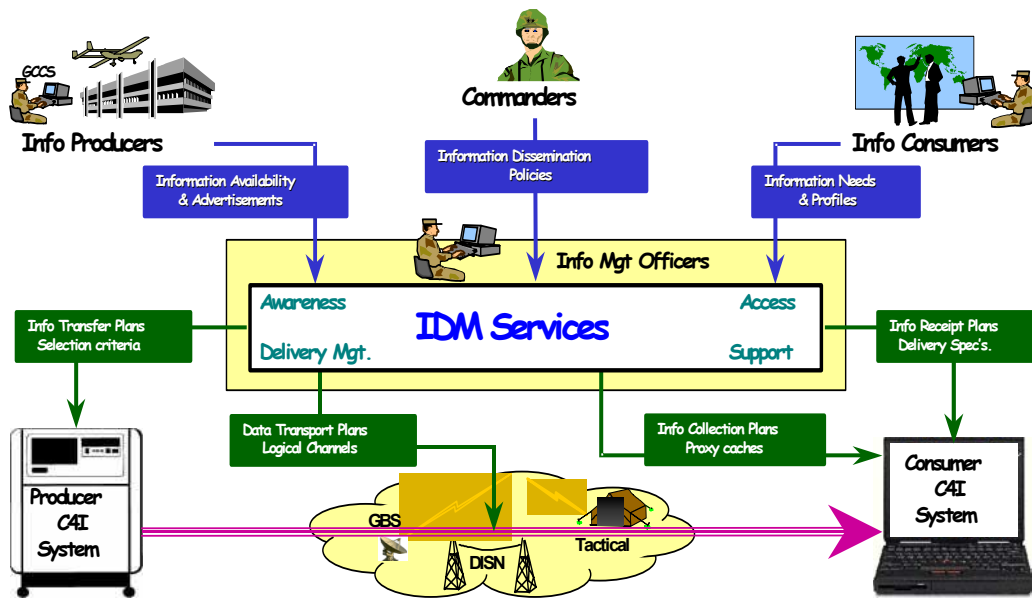 GCCS
Info Producers
Commanders
Info Consumers
Information Availability
& Advertisements
Information Dissemination
Policies
Information Needs
& Profiles
Info Mgt Officers
Awareness
Access
IDM Services
Delivery Mgt.
Support
Info Transfer Plans
Selection criteria
Info Receipt Plans
Delivery Spec's.
Data Transport Plans
Logical Channels
Info Collection Plans
Proxy caches
Producer
C4I
System
GBS
DISN
Tactical
Consumer
C4I
System